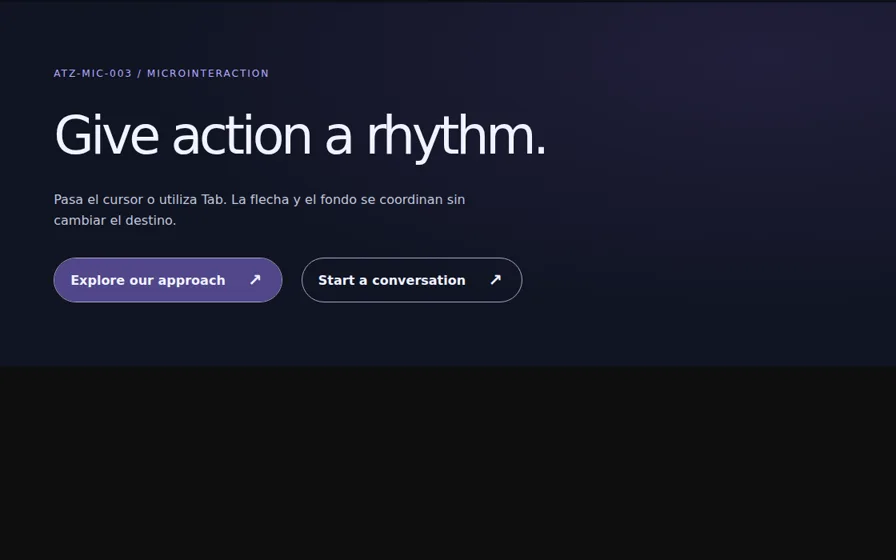 ATZ-MIC-003 / MICROINTERACTION
Give action a rhythm.
Pasa el cursor o utiliza Tab. La flecha y el fondo se coordinan sin
cambiar el destino.
Explore our approach ↗
Start a conversation ↗